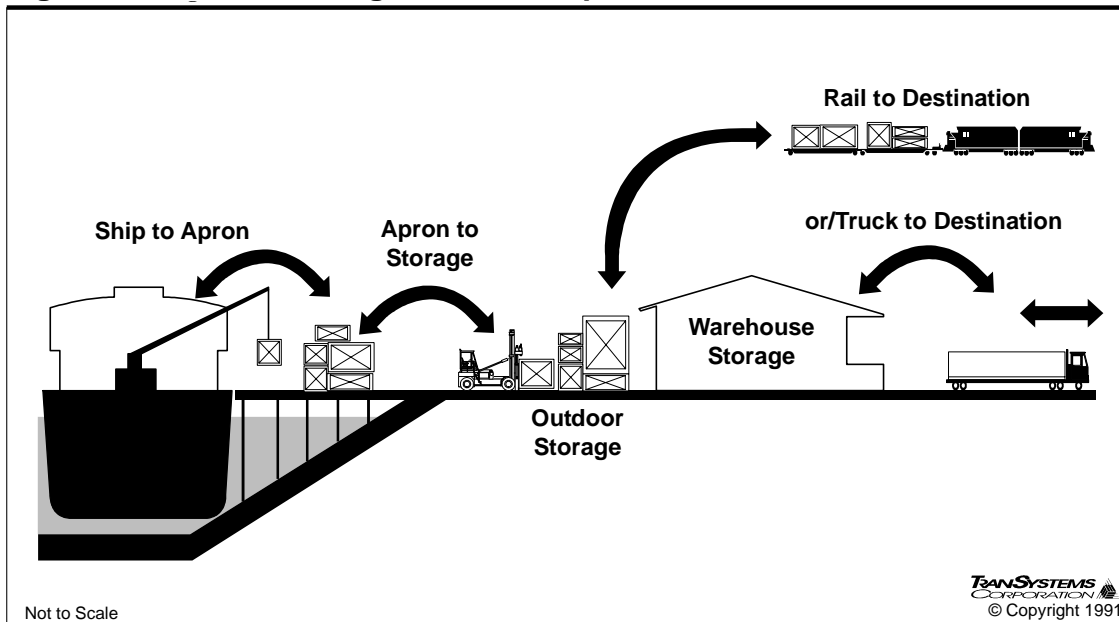 Rail to Destination
Ship to Apron
Apron to
Storage
or/Truck to Destination
Warehouse
Storage
Outdoor
Storage
TRANSYSTEMS
CORPORATION
© Copyright 1991
Not to Scale